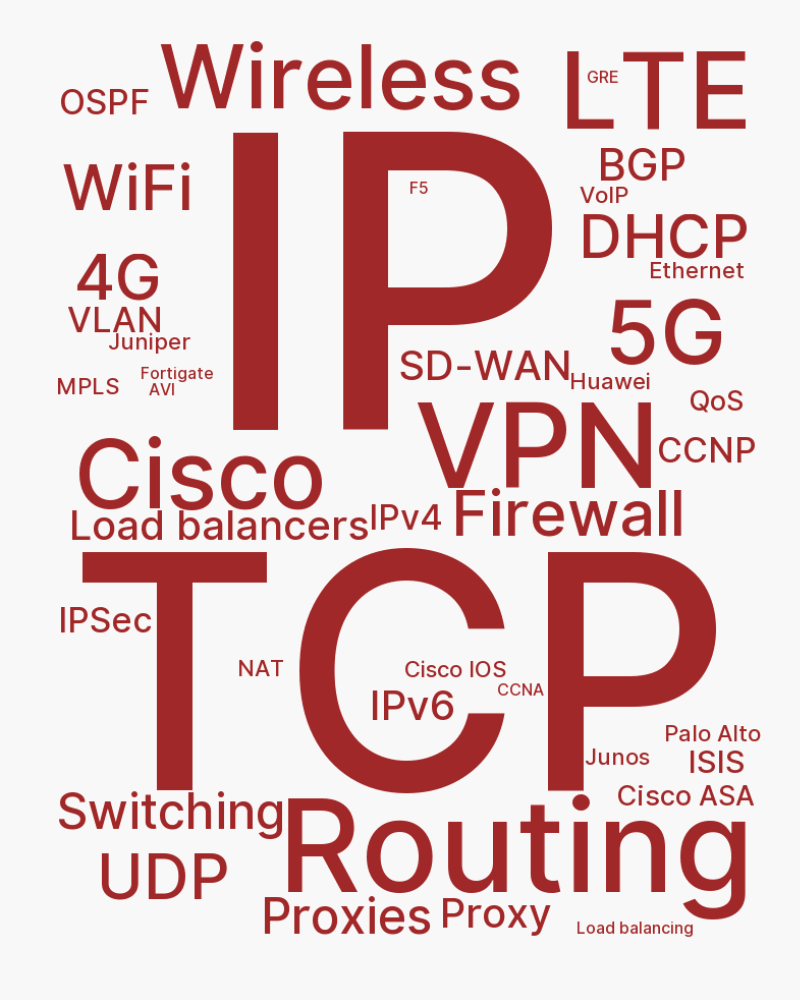 Wireless
LTE
GRE
OSPF
IP
WiFi
F5
BGP
VoIP
DHCP
Ethernet
4G
VLAN
Juniper
5G
SD-WAN
Huawei
Fortigate
MPLS
AVI
QoS
VPN
CCNP
Cisco
Load balancers
IPv4
Firewall
TCP
IPSec
NAT
Cisco IOS
CCNA
IPv6
Palo Alto
Junos
ISIS
Cisco ASA
Switching
Routing
UDP
Proxies
Proxy
Load balancing